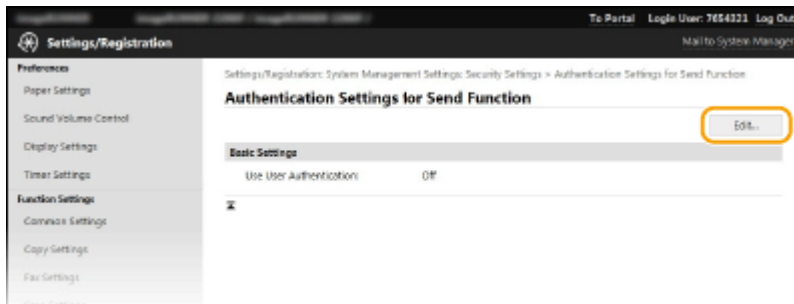 To Portal Login User: 7654321 Log Out
Settings/Registration
Mail to System Manager
Preferences
Paper Settings
Sound Volume Control
Display Settings
Timer Settings
Function Settings
Common Settings
Copy Settings
Fax Settings
Settings/Registration: System Management Settings: Security Settings > Authentication Settings for Send Function
Authentication Settings for Send Function
Edit...
Basic Settings
Use User Authentication: Off